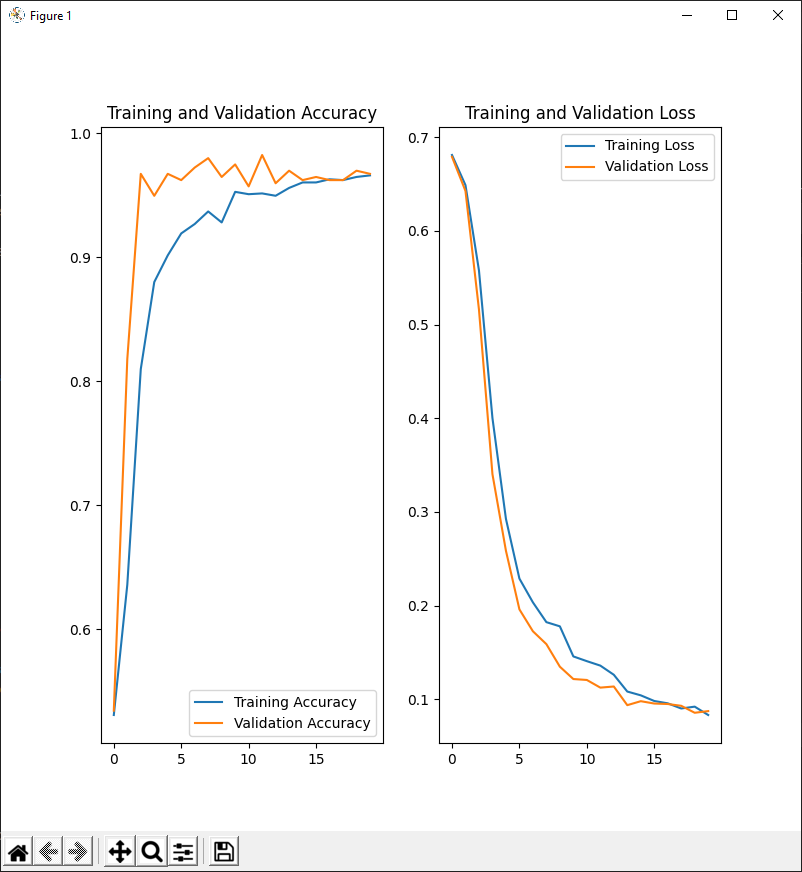 Figure 1
Training and Validation Accuracy
1.0
0.9
0.8
0.7
0.6
0
5
10
15
Training Accuracy
Validation Accuracy
Training and Validation Loss
0.7
0.6
0.5
0.4
0.3
0.2
0.1
0
5
10
15
Training Loss
Validation Loss